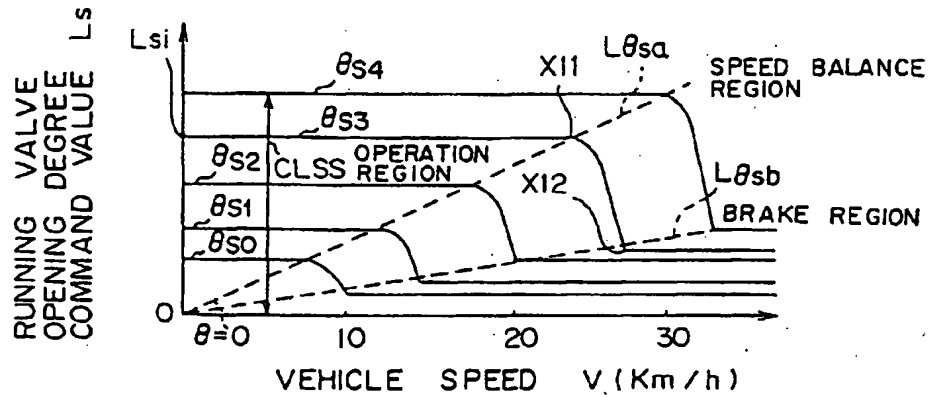 RUNNING VALVE
OPENING DEGREE
COMMAND VALUE Ls
Lsi
θS4
X11
Lθsa
SPEED BALANCE
REGION
θS3
θS2
CLSS OPERATION
REGION
X12
Lθsb
θS1
BRAKE REGION
θS0
0
θ=0
10
20
30
VEHICLE SPEED V (Km/h)